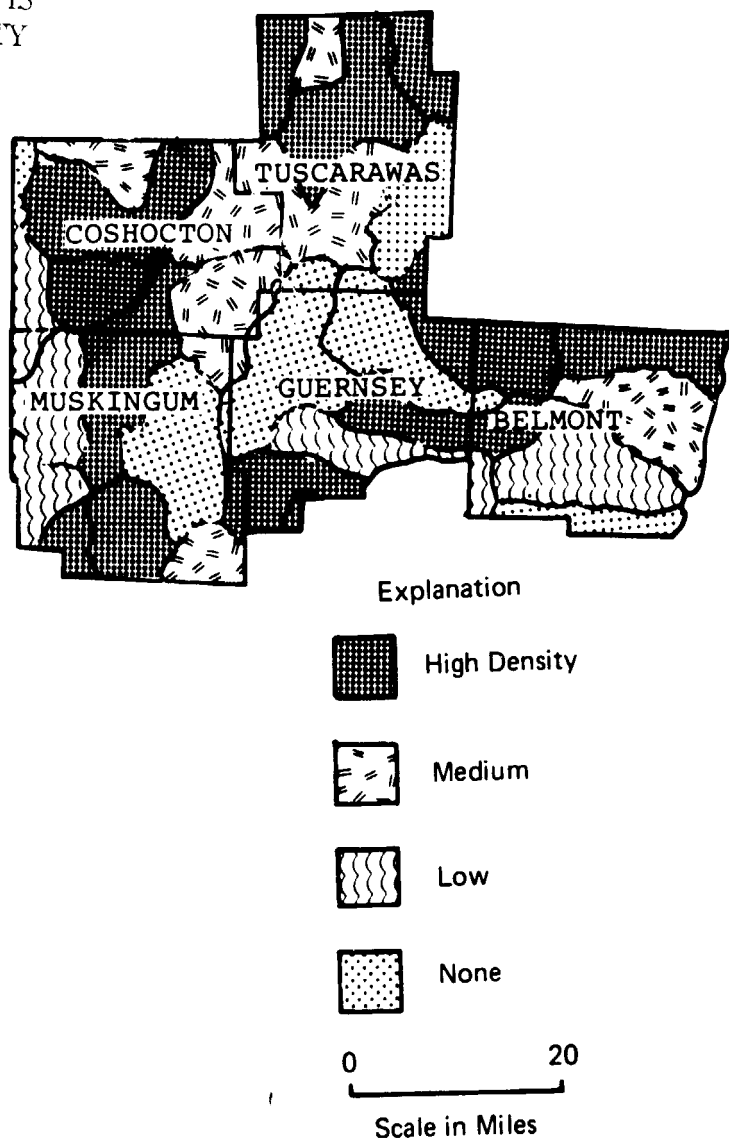 TUSCARAWAS
COSHOCTON
MUSKINGUM
GUERNSEY
BELMONT
Explanation
High Density
Medium
Low
None
0 20
Scale in Miles